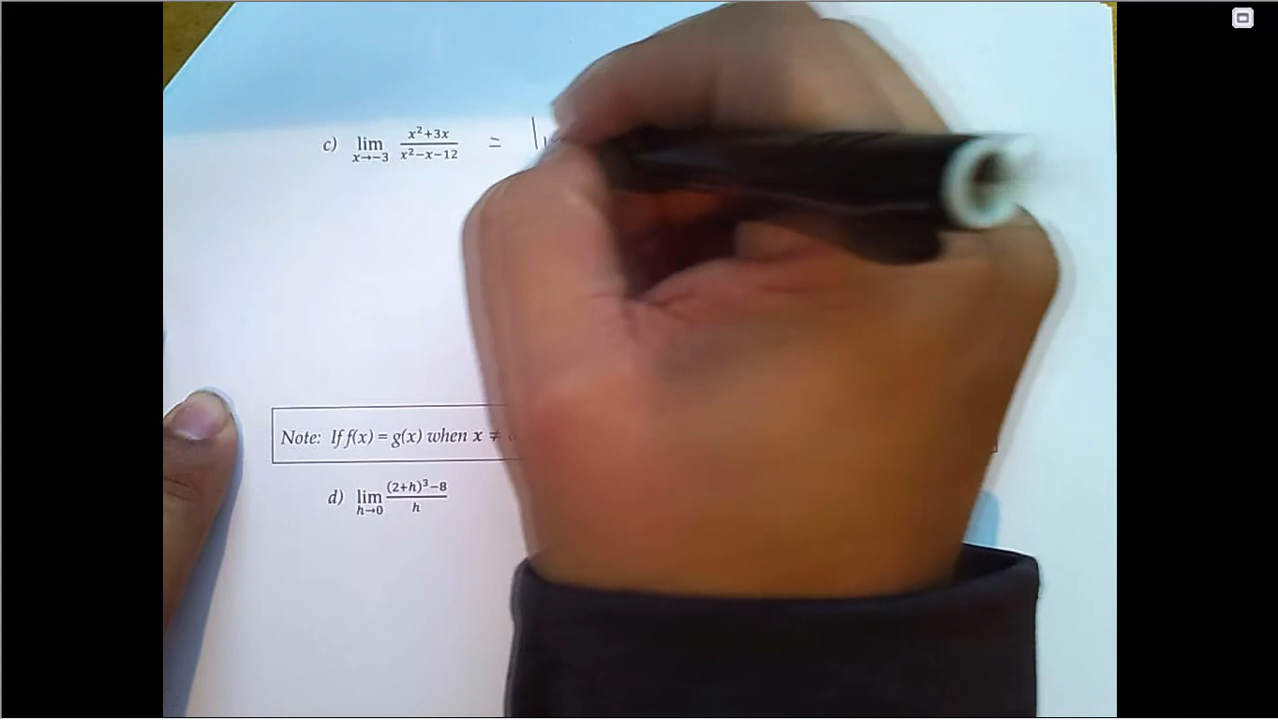 c) lim x→−3 x²+3x / x²−x−12 =
Note: If f(x) = g(x) when x ≠
d) lim h→0 (2+h)³−8 / h